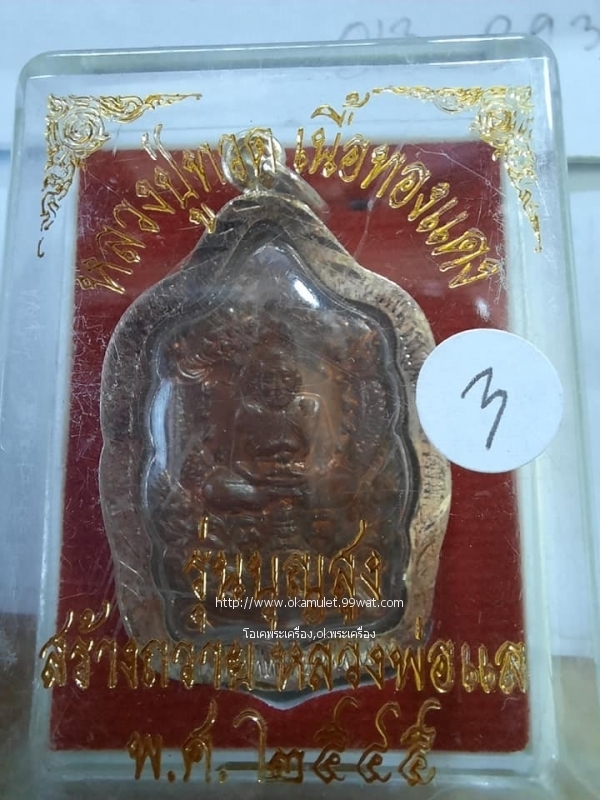 หลวงปู่ทวด เนื้อทองแดง
3
รุ่นบุญสูง
http://www.okamulet.99wat.com
โอเคพระเครื่อง,okพระเครื่อง
สร้างถวาย หลวงพ่อแล
พ.ศ. ๒๕๔๕